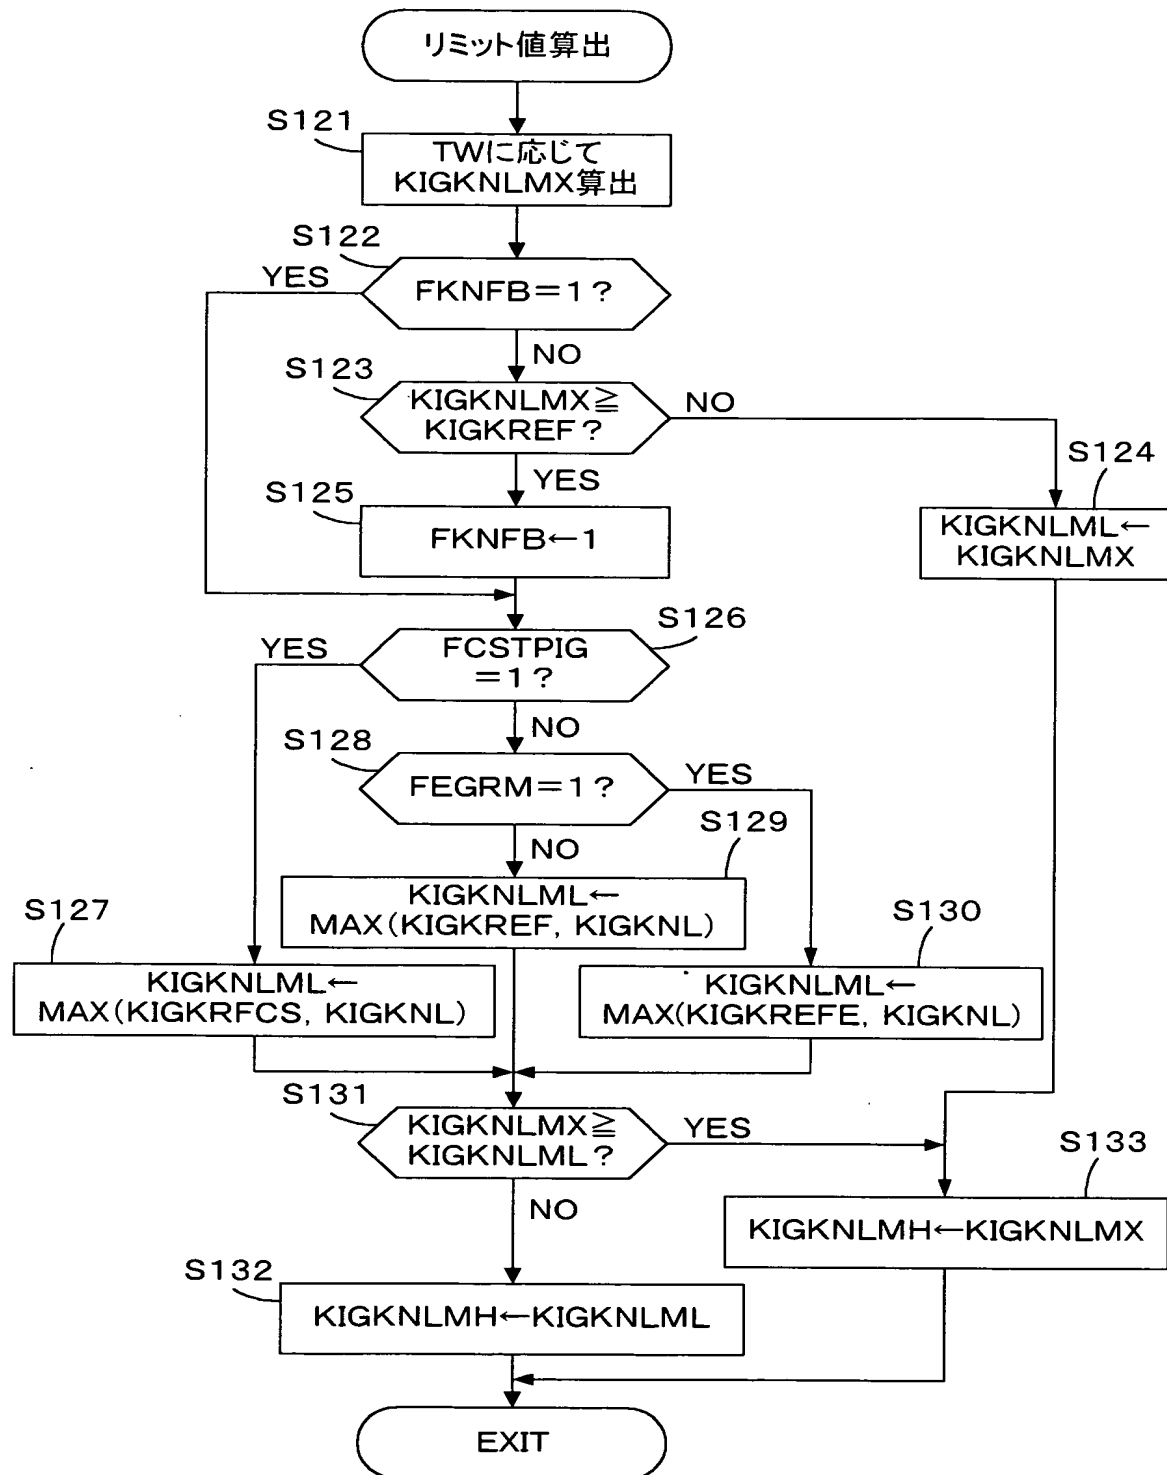 リミット値算出
S121
TWに応じて
KIGKNLMX算出
S122
YES
FKNFB=1?
NO
S123
KIGKNLMX≧
KIGKREF?
NO
YES
S124
KIGKNLML←
KIGKNLMX
S125
FKNFB←1
S126
YES
FCSTPIG
=1?
NO
S128
FEGRM=1?
YES
NO
S129
KIGKNLML←
MAX(KIGKREF, KIGKNL)
S127
KIGKNLML←
MAX(KIGKRFCS, KIGKNL)
S130
KIGKNLML←
MAX(KIGKREFE, KIGKNL)
S131
KIGKNLMX≧
KIGKNLML?
YES
NO
S133
KIGKNLMH←KIGKNLMX
S132
KIGKNLMH←KIGKNLML
EXIT